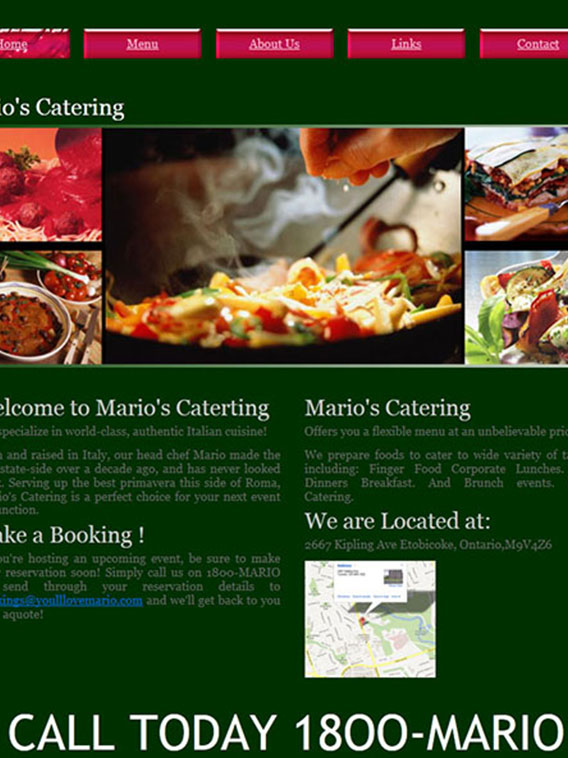 Home
Menu
About Us
Links
Contact
io's Catering
elcome to Mario's Caterting
specialize in world-class, authentic Italian cuisine!
n and raised in Italy, our head chef Mario made the
state-side over a decade ago, and has never looked
. Serving up the best primavera this side of Roma,
io's Catering is a perfect choice for your next event
unction.
ake a Booking !
ou're hosting an upcoming event, be sure to make
reservation soon! Simply call us on 1800-MARIO
send through your reservation details to
kings@youlllovemario.com and we'll get back to you
aquote!
Mario's Catering
Offers you a flexible menu at an unbelievable pric
We prepare foods to cater to wide variety of ta
including: Finger Food Corporate Lunches.
Dinners Breakfast. And Brunch events.
Catering.
We are Located at:
2667 Kipling Ave Etobicoke, Ontario,M9V4Z6
CALL TODAY 1800-MARIO